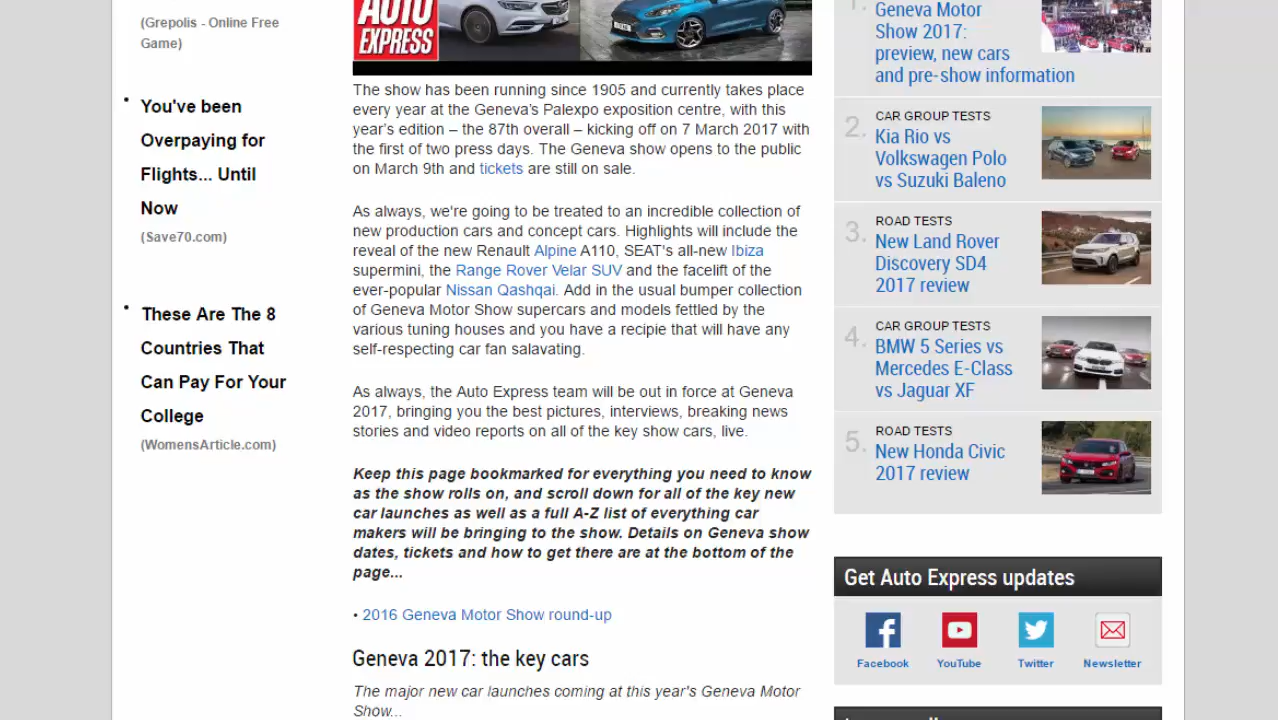 (Grepolis - Online Free
Game)
• You've been
Overpaying for
Flights... Until
Now
(Save70.com)
• These Are The 8
Countries That
Can Pay For Your
College
(WomensArticle.com)
AUTO
EXPRESS
The show has been running since 1905 and currently takes place
every year at the Geneva's Palexpo exposition centre, with this
year's edition – the 87th overall – kicking off on 7 March 2017 with
the first of two press days. The Geneva show opens to the public
on March 9th and tickets are still on sale.
As always, we're going to be treated to an incredible collection of
new production cars and concept cars. Highlights will include the
reveal of the new Renault Alpine A110, SEAT's all-new Ibiza
supermini, the Range Rover Velar SUV and the facelift of the
ever-popular Nissan Qashqai. Add in the usual bumper collection
of Geneva Motor Show supercars and models fettled by the
various tuning houses and you have a recipie that will have any
self-respecting car fan salavating.
As always, the Auto Express team will be out in force at Geneva
2017, bringing you the best pictures, interviews, breaking news
stories and video reports on all of the key show cars, live.
Keep this page bookmarked for everything you need to know
as the show rolls on, and scroll down for all of the key new
car launches as well as a full A-Z list of everything car
makers will be bringing to the show. Details on Geneva show
dates, tickets and how to get there are at the bottom of the
page...
• 2016 Geneva Motor Show round-up
Geneva 2017: the key cars
The major new car launches coming at this year's Geneva Motor
Show...
1. Geneva Motor
Show 2017:
preview, new cars
and pre-show information
2. CAR GROUP TESTS
Kia Rio vs
Volkswagen Polo
vs Suzuki Baleno
3. ROAD TESTS
New Land Rover
Discovery SD4
2017 review
4. CAR GROUP TESTS
BMW 5 Series vs
Mercedes E-Class
vs Jaguar XF
5. ROAD TESTS
New Honda Civic
2017 review
Get Auto Express updates
Facebook YouTube Twitter Newsletter